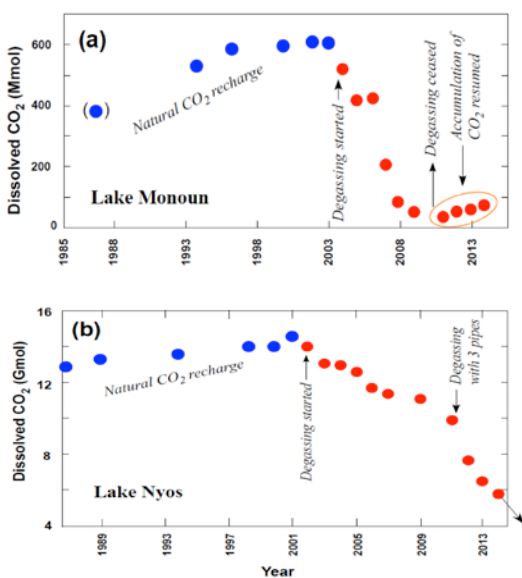 (a)
Dissolved CO2 (Mmol)
600
400
200
0
( )
Natural CO2 recharge
Degassing started
Degassing ceased
Accumulation of
CO2 resumed
Lake Monoun
1985
1988
1993
1998
2003
2008
2013
(b)
Dissolved CO2 (Gmol)
16
12
8
4
Natural CO2 recharge
Degassing started
Degassing
with 3 pipes
Lake Nyos
1989
1993
1997
2001
2005
2009
2013
Year